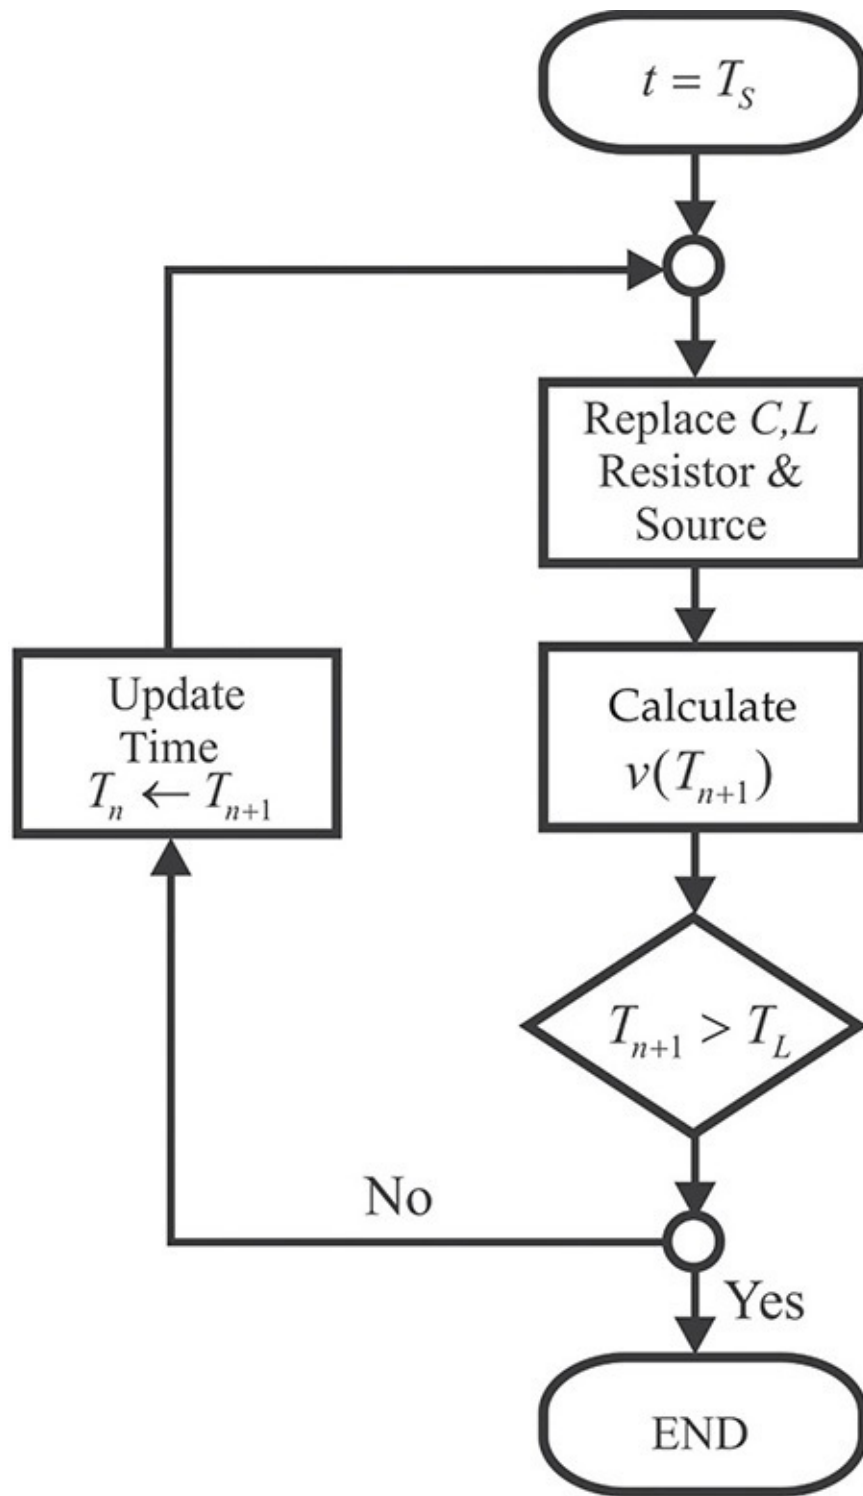 t = T_S
Replace C,L
Resistor &
Source
Calculate
v(T_{n+1})
Update
Time
T_n ← T_{n+1}
T_{n+1} > T_L
No
Yes
END